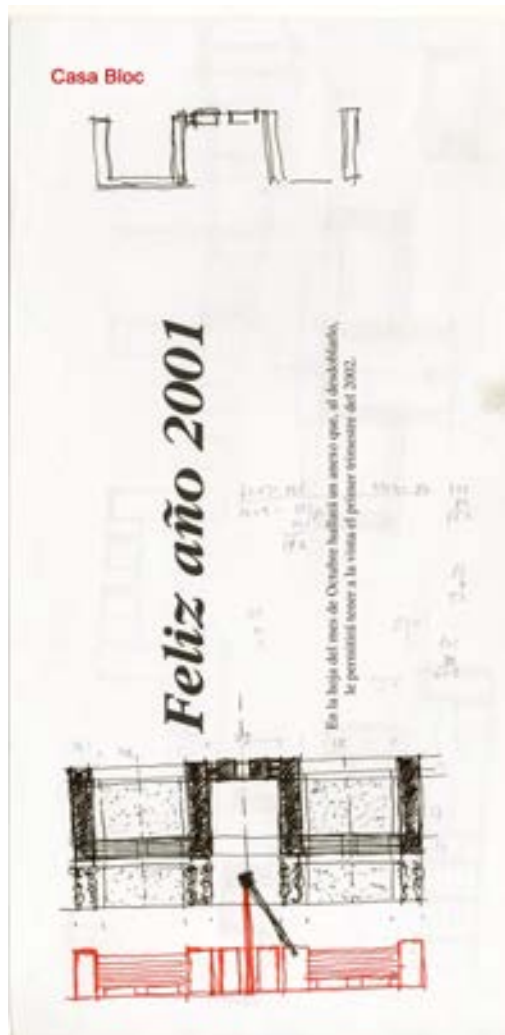 Casa Bloc
Feliz año 2001
En la hoja del mes de Octubre hallará un anexo que, al desdoblarlo,
le permitirá tener a la vista el primer trimestre del 2002.